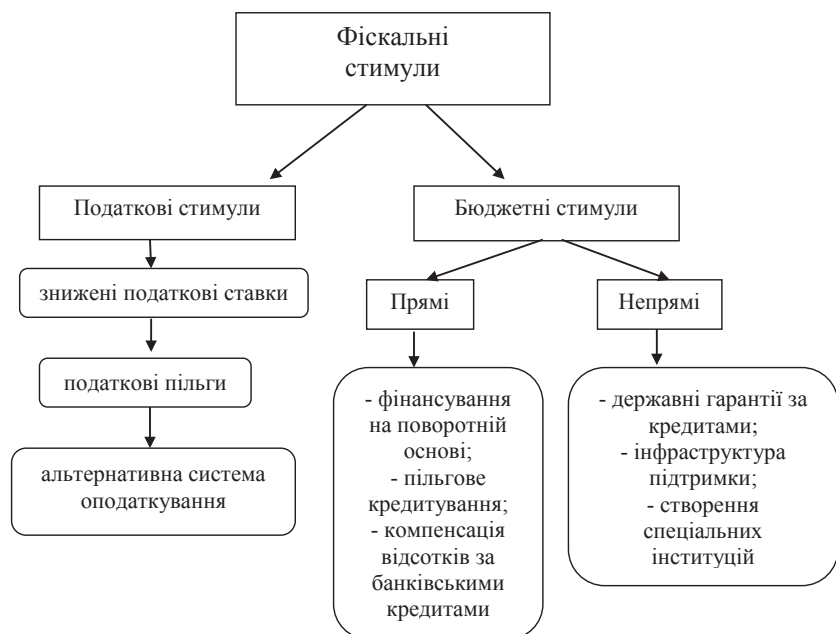 Фіскальні
стимули
Податкові стимули
Бюджетні стимули
знижені податкові ставки
податкові пільги
альтернативна система
оподаткування
Прямі
Непрямі
- фінансування
на поворотній
основі;
- пільгове
кредитування;
- компенсація
відсотків за
банківськими
кредитами
- державні гарантії за
кредитами;
- інфраструктура
підтримки;
- створення
спеціальних
інституцій